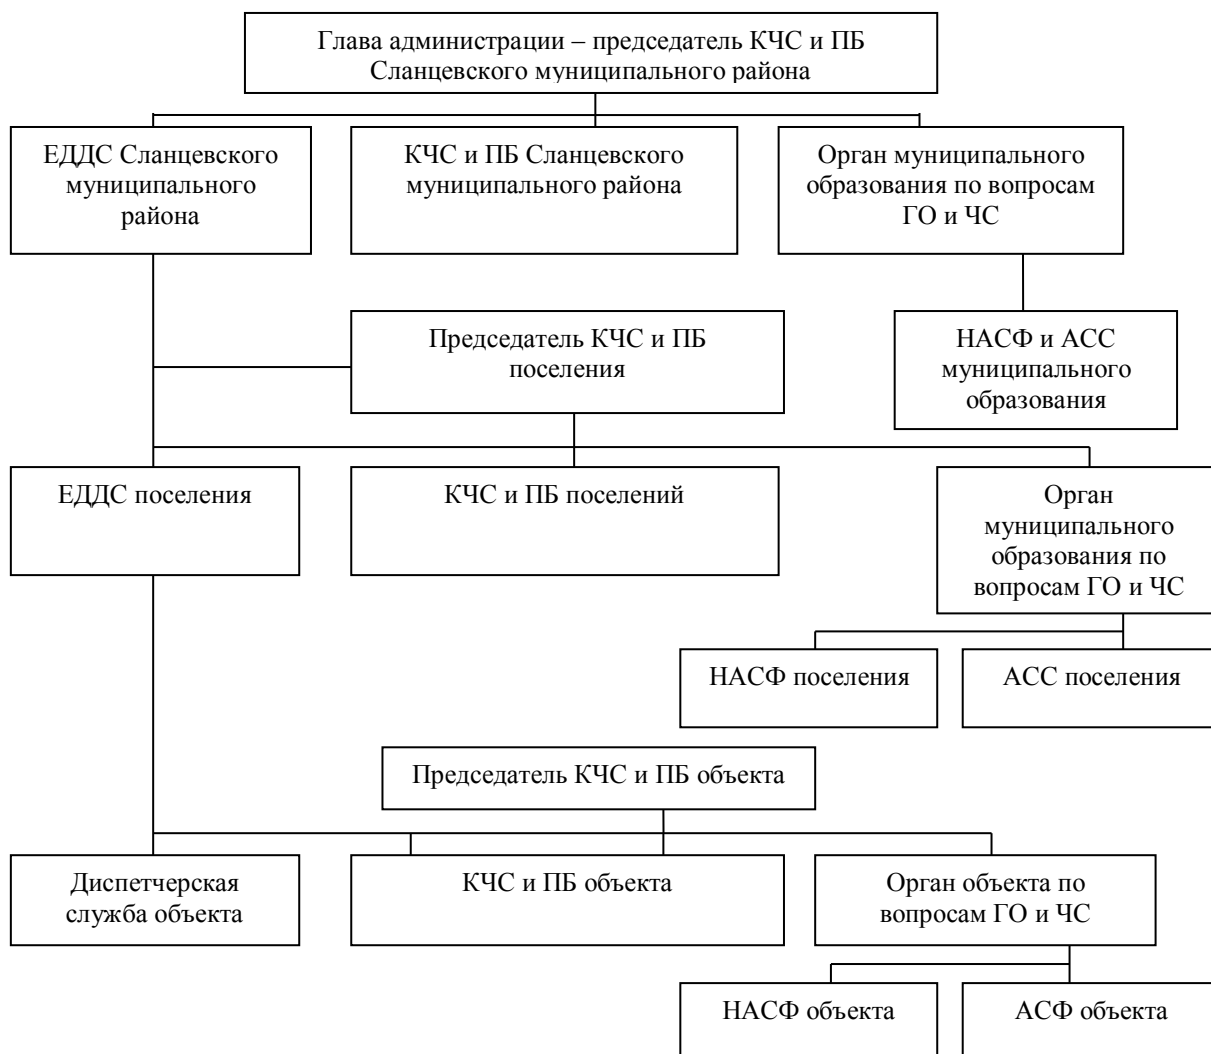 Глава администрации – председатель КЧС и ПБ
Сланцевского муниципального района
ЕДДС Сланцевского
муниципального
района
КЧС и ПБ Сланцевского
муниципального района
Орган муниципального
образования по вопросам
ГО и ЧС
Председатель КЧС и ПБ
поселения
НАСФ и АСС
муниципального
образования
ЕДДС поселения
КЧС и ПБ поселений
Орган
муниципального
образования по
вопросам ГО и ЧС
НАСФ поселения
АСС поселения
Председатель КЧС и ПБ объекта
Диспетчерская
служба объекта
КЧС и ПБ объекта
Орган объекта по
вопросам ГО и ЧС
НАСФ объекта
АСФ объекта